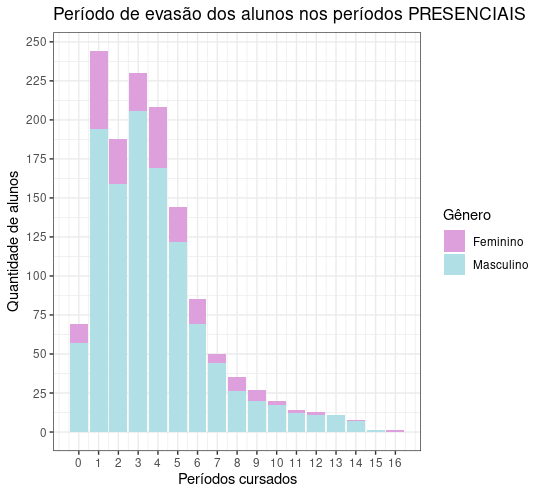 Período de evasão dos alunos nos períodos PRESENCIAIS
Quantidade de alunos
250
225
200
175
150
125
100
75
50
25
0
0 1 2 3 4 5 6 7 8 9 10 11 12 13 14 15 16
Períodos cursados
Gênero
Feminino
Masculino